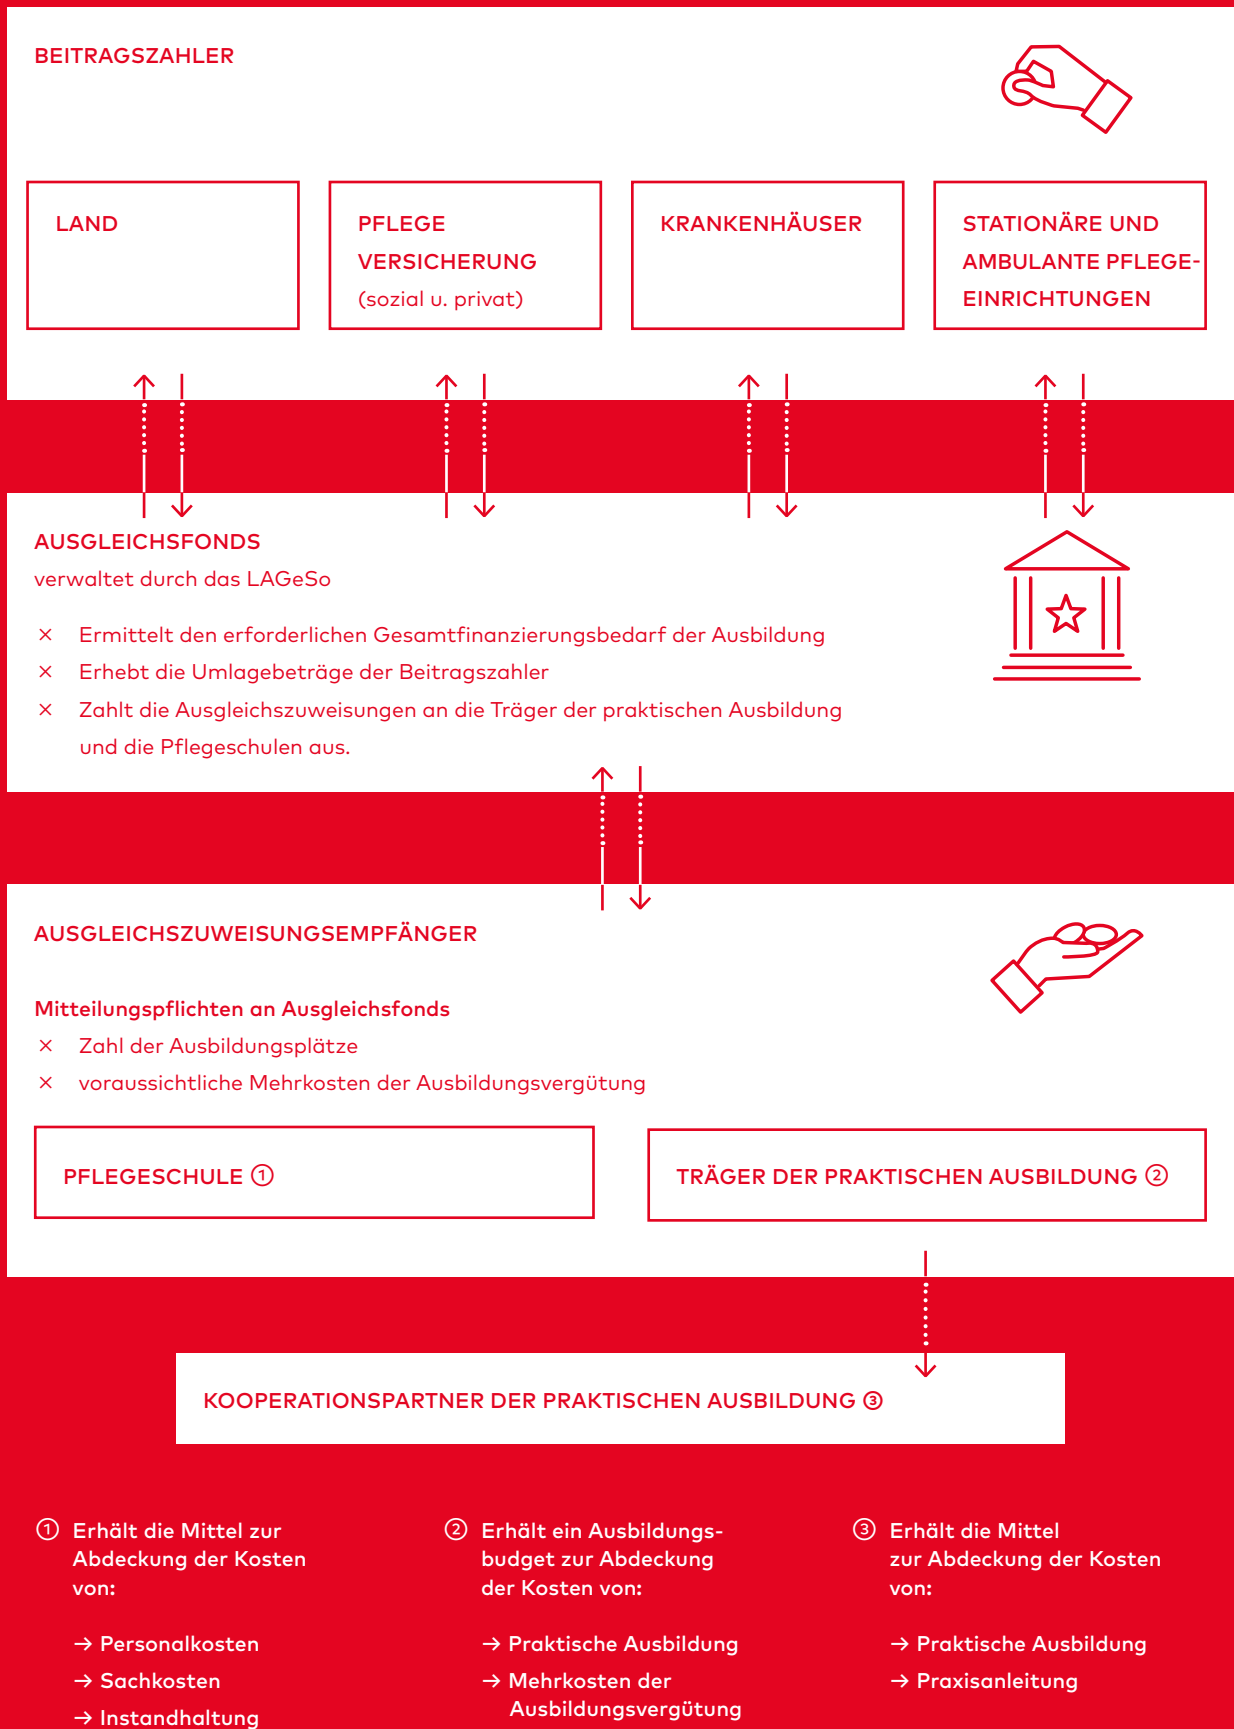 BEITRAGSZAHLER
LAND
PFLEGE
VERSICHERUNG
(sozial u. privat)
KRANKENHÄUSER
STATIONÄRE UND
AMBULANTE PFLEGE-
EINRICHTUNGEN
AUSGLEICHSFONDS
verwaltet durch das LAGeSo
× Ermittelt den erforderlichen Gesamtfinanzierungsbedarf der Ausbildung
× Erhebt die Umlagebeträge der Beitragszahler
× Zahlt die Ausgleichszuweisungen an die Träger der praktischen Ausbildung
und die Pflegeschulen aus.
AUSGLEICHSZUWEISUNGSEMPFÄNGER
Mitteilungspflichten an Ausgleichsfonds
× Zahl der Ausbildungsplätze
× voraussichtliche Mehrkosten der Ausbildungsvergütung
PFLEGESCHULE ①
TRÄGER DER PRAKTISCHEN AUSBILDUNG ②
KOOPERATIONSPARTNER DER PRAKTISCHEN AUSBILDUNG ③
① Erhält die Mittel zur
Abdeckung der Kosten
von:
→ Personalkosten
→ Sachkosten
→ Instandhaltung
② Erhält ein Ausbildungs-
budget zur Abdeckung
der Kosten von:
→ Praktische Ausbildung
→ Mehrkosten der
Ausbildungsvergütung
③ Erhält die Mittel
zur Abdeckung der Kosten
von:
→ Praktische Ausbildung
→ Praxisanleitung